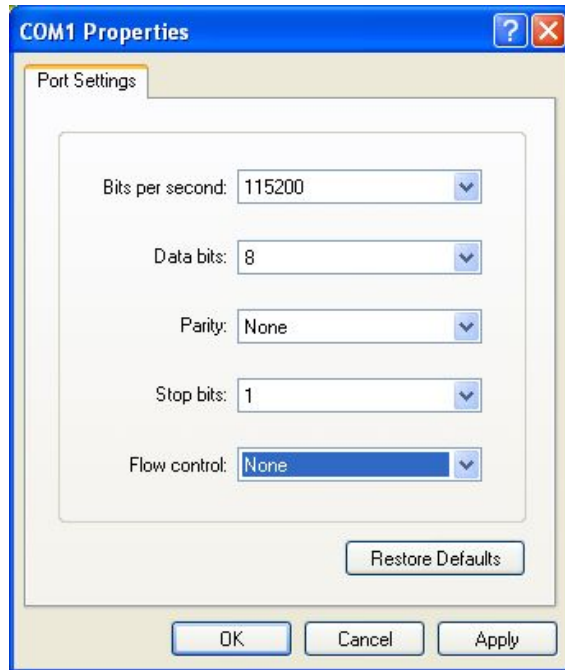 COM1 Properties
Port Settings
Bits per second: 115200
Data bits: 8
Parity: None
Stop bits: 1
Flow control: None
Restore Defaults
OK Cancel Apply